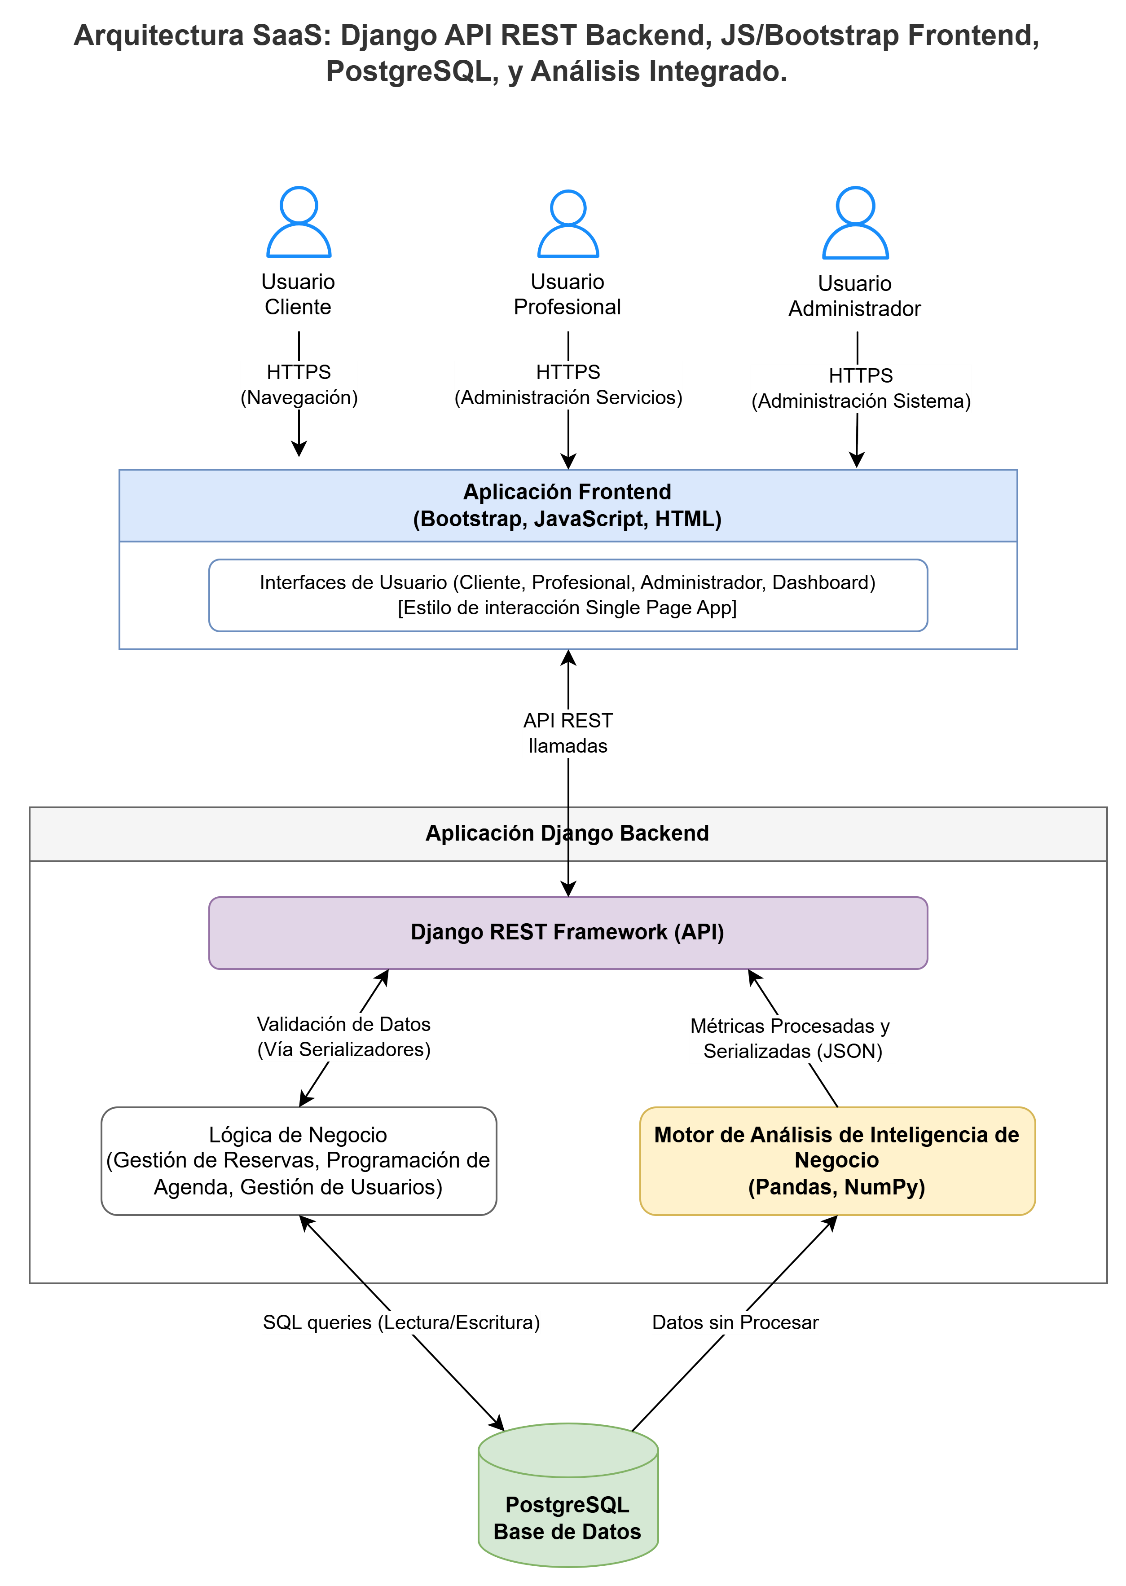 Arquitectura SaaS: Django API REST Backend, JS/Bootstrap Frontend,
PostgreSQL, y Análisis Integrado.
Usuario
Cliente
Usuario
Profesional
Usuario
Administrador
HTTPS
(Navegación)
HTTPS
(Administración Servicios)
HTTPS
(Administración Sistema)
Aplicación Frontend
(Bootstrap, JavaScript, HTML)
Interfaces de Usuario (Cliente, Profesional, Administrador, Dashboard)
[Estilo de interacción Single Page App]
API REST
llamadas
Aplicación Django Backend
Django REST Framework (API)
Validación de Datos
(Vía Serializadores)
Métricas Procesadas y
Serializadas (JSON)
Lógica de Negocio
(Gestión de Reservas, Programación de
Agenda, Gestión de Usuarios)
Motor de Análisis de Inteligencia de
Negocio
(Pandas, NumPy)
SQL queries (Lectura/Escritura)
Datos sin Procesar
PostgreSQL
Base de Datos